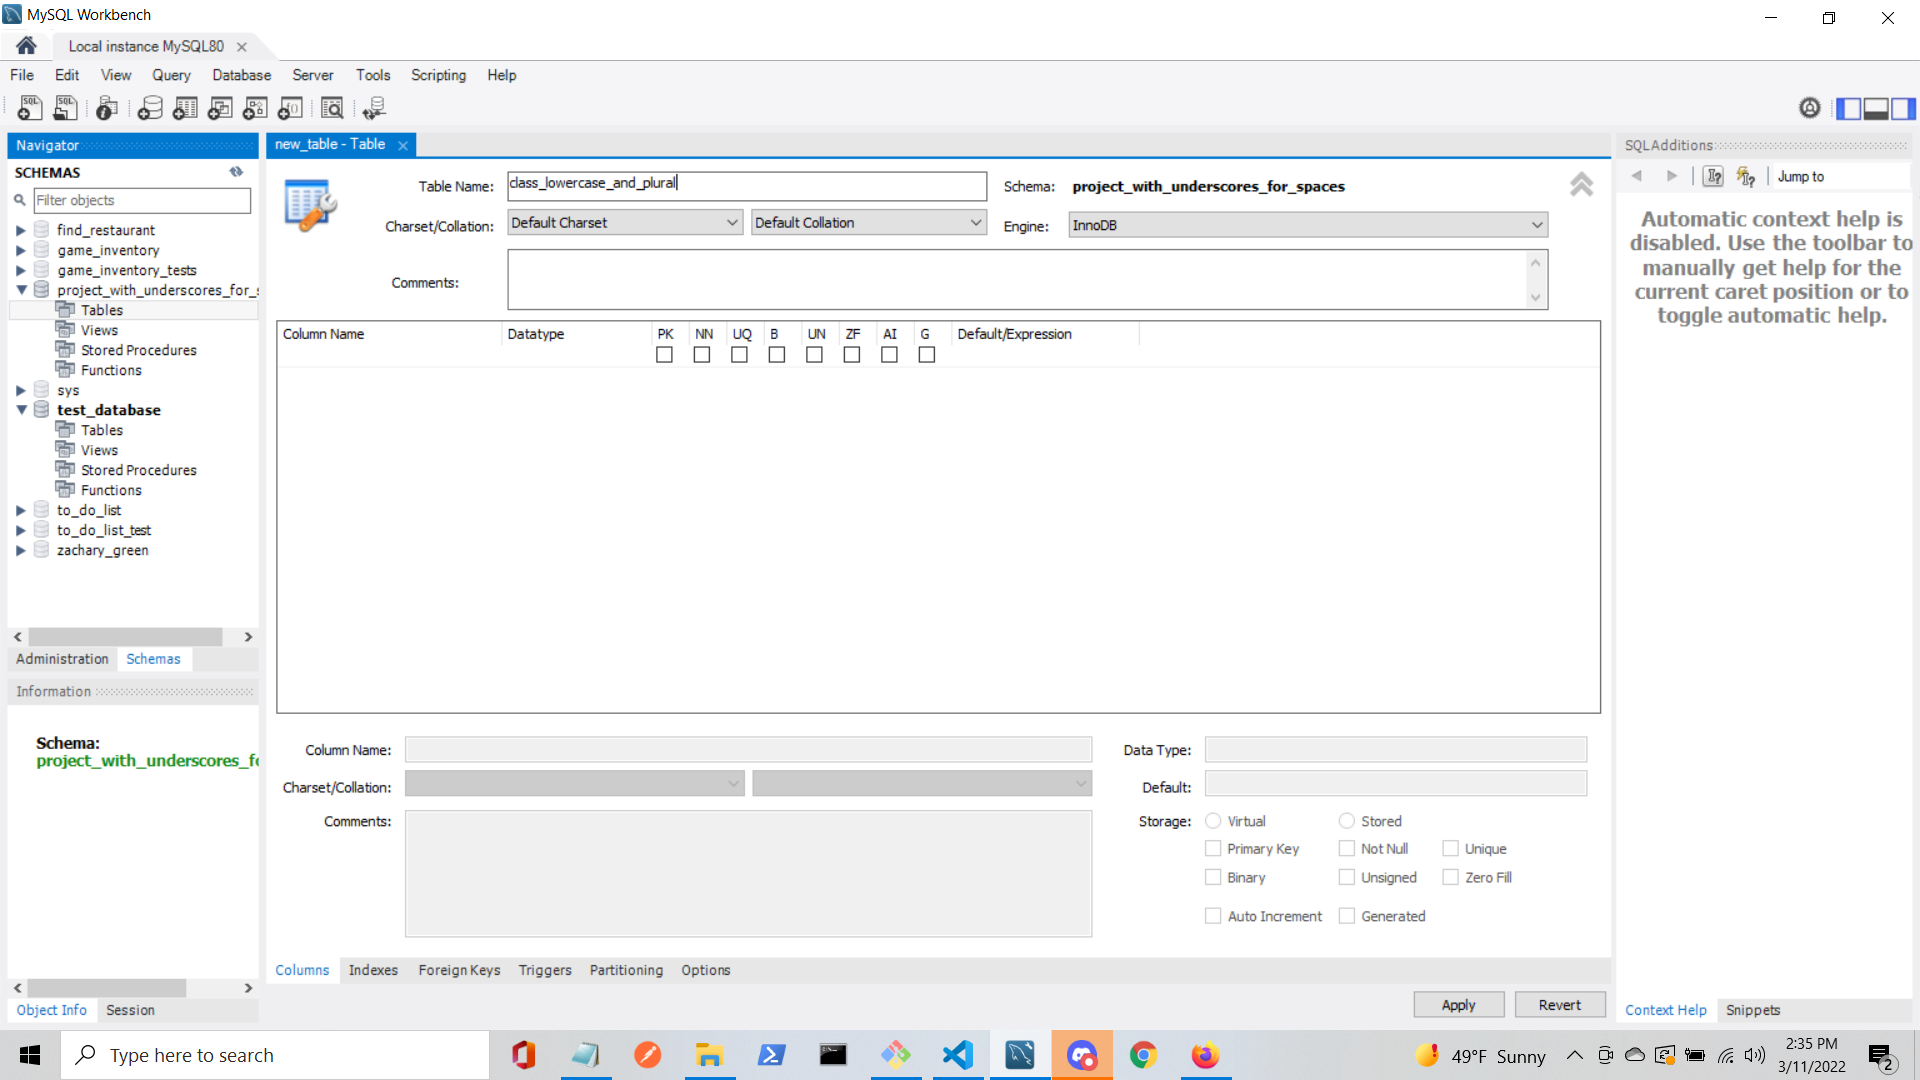 MySQL Workbench
Local instance MySQL80
File Edit View Query Database Server Tools Scripting Help
Navigator
SCHEMAS
Filter objects
find_restaurant
game_inventory
game_inventory_tests
project_with_underscores_for_s
Tables
Views
Stored Procedures
Functions
sys
test_database
Tables
Views
Stored Procedures
Functions
to_do_list
to_do_list_test
zachary_green
Administration Schemas
Information
Schema:
project_with_underscores_fo
Object Info Session
new_table - Table
Table Name: class_lowercase_and_plural Schema: project_with_underscores_for_spaces
Charset/Collation: Default Charset Default Collation Engine: InnoDB
Comments:
Column Name Datatype PK NN UQ B UN ZF AI G Default/Expression
Column Name: Data Type:
Charset/Collation: Default:
Comments: Storage: Virtual Stored
Primary Key Not Null Unique
Binary Unsigned Zero Fill
Auto Increment Generated
Columns Indexes Foreign Keys Triggers Partitioning Options
Apply Revert
SQLAdditions
Jump to
Automatic context help is
disabled. Use the toolbar to
manually get help for the
current caret position or to
toggle automatic help.
Context Help Snippets
Type here to search
49°F Sunny
2:35 PM
3/11/2022
2